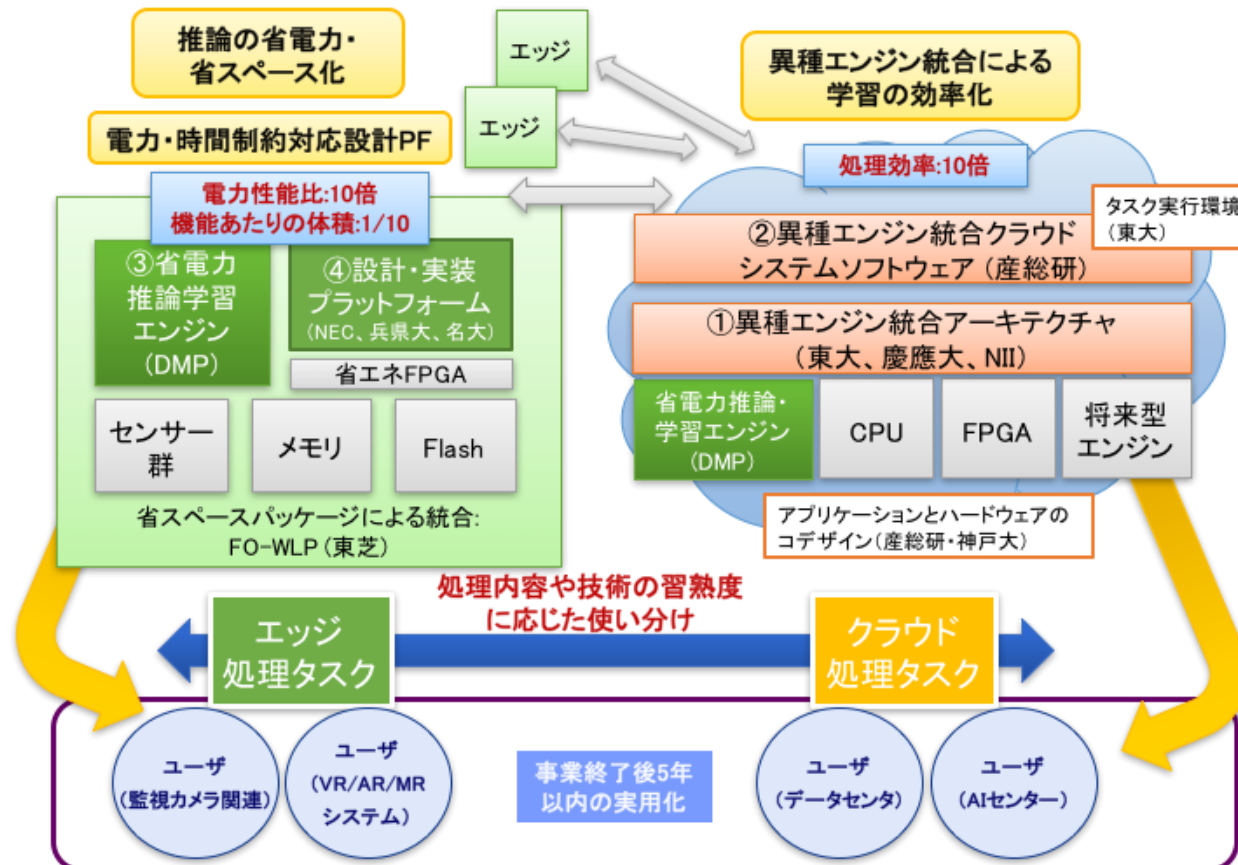 推論の省電力・
省スペース化
エッジ
エッジ
異種エンジン統合による
学習の効率化
電力・時間制約対応設計PF
電力性能比:10倍
機能あたりの体積:1/10
処理効率:10倍
タスク実行環境
(東大)
②異種エンジン統合クラウド
システムソフトウェア(産総研)
③省電力
推論学習
エンジン
(DMP)
④設計・実装
プラットフォーム
(NEC、兵県大、名大)
省エネFPGA
①異種エンジン統合アーキテクチャ
(東大、慶應大、NII)
センサー
群
メモリ
Flash
省電力推論・
学習エンジン
(DMP)
CPU
FPGA
将来型
エンジン
省スペースパッケージによる統合:
FO-WLP(東芝)
アプリケーションとハードウェアの
コデザイン(産総研・神戸大)
処理内容や技術の習熟度
に応じた使い分け
エッジ
処理タスク
クラウド
処理タスク
ユーザ
(監視カメラ関連)
ユーザ
(VR/AR/MR
システム)
事業終了後5年
以内の実用化
ユーザ
(データセンタ)
ユーザ
(AIセンター)